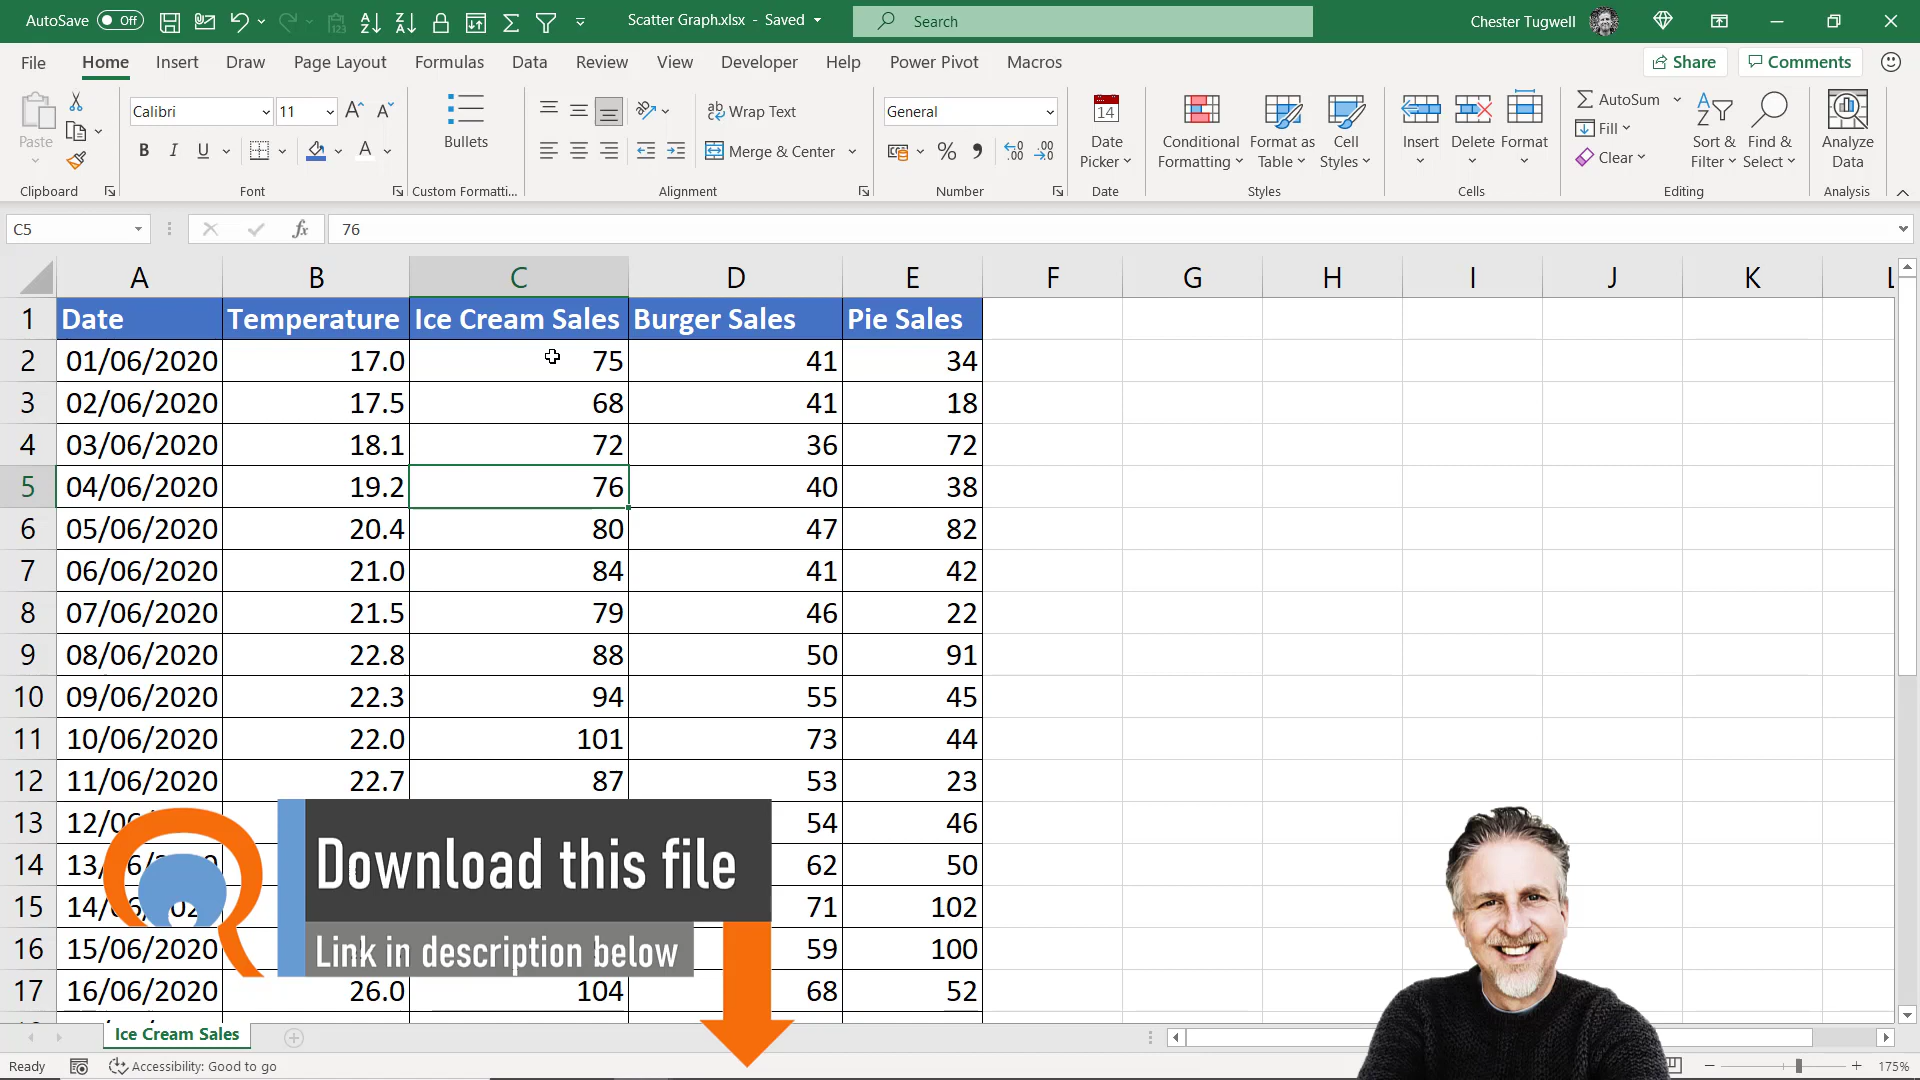 AutoSave Off Scatter Graph.xlsx - Saved Search Chester Tugwell
File Home Insert Draw Page Layout Formulas Data Review View Developer Help Power Pivot Macros Share Comments
Paste
Calibri 11
B I U A
Bullets
Wrap Text
Merge & Center
General
14
Date Picker
Conditional Formatting
Format as Table
Cell Styles
Insert Delete Format
AutoSum
Fill
Clear
Sort & Filter
Find & Select
Analyze Data
Clipboard Font Custom Formatti... Alignment Number Date Styles Cells Editing Analysis
C5 fx 76
A B C D E F G H I J K L
1 Date Temperature Ice Cream Sales Burger Sales Pie Sales
2 01/06/2020 17.0 75 41 34
3 02/06/2020 17.5 68 41 18
4 03/06/2020 18.1 72 36 72
5 04/06/2020 19.2 76 40 38
6 05/06/2020 20.4 80 47 82
7 06/06/2020 21.0 84 41 42
8 07/06/2020 21.5 79 46 22
9 08/06/2020 22.8 88 50 91
10 09/06/2020 22.3 94 55 45
11 10/06/2020 22.0 101 73 44
12 11/06/2020 22.7 87 53 23
13 54 46
14 62 50
15 71 102
16 15/06/2020 59 100
17 16/06/2020 26.0 104 68 52
Download this file
Link in description below
Ice Cream Sales
Ready Accessibility: Good to go 175%